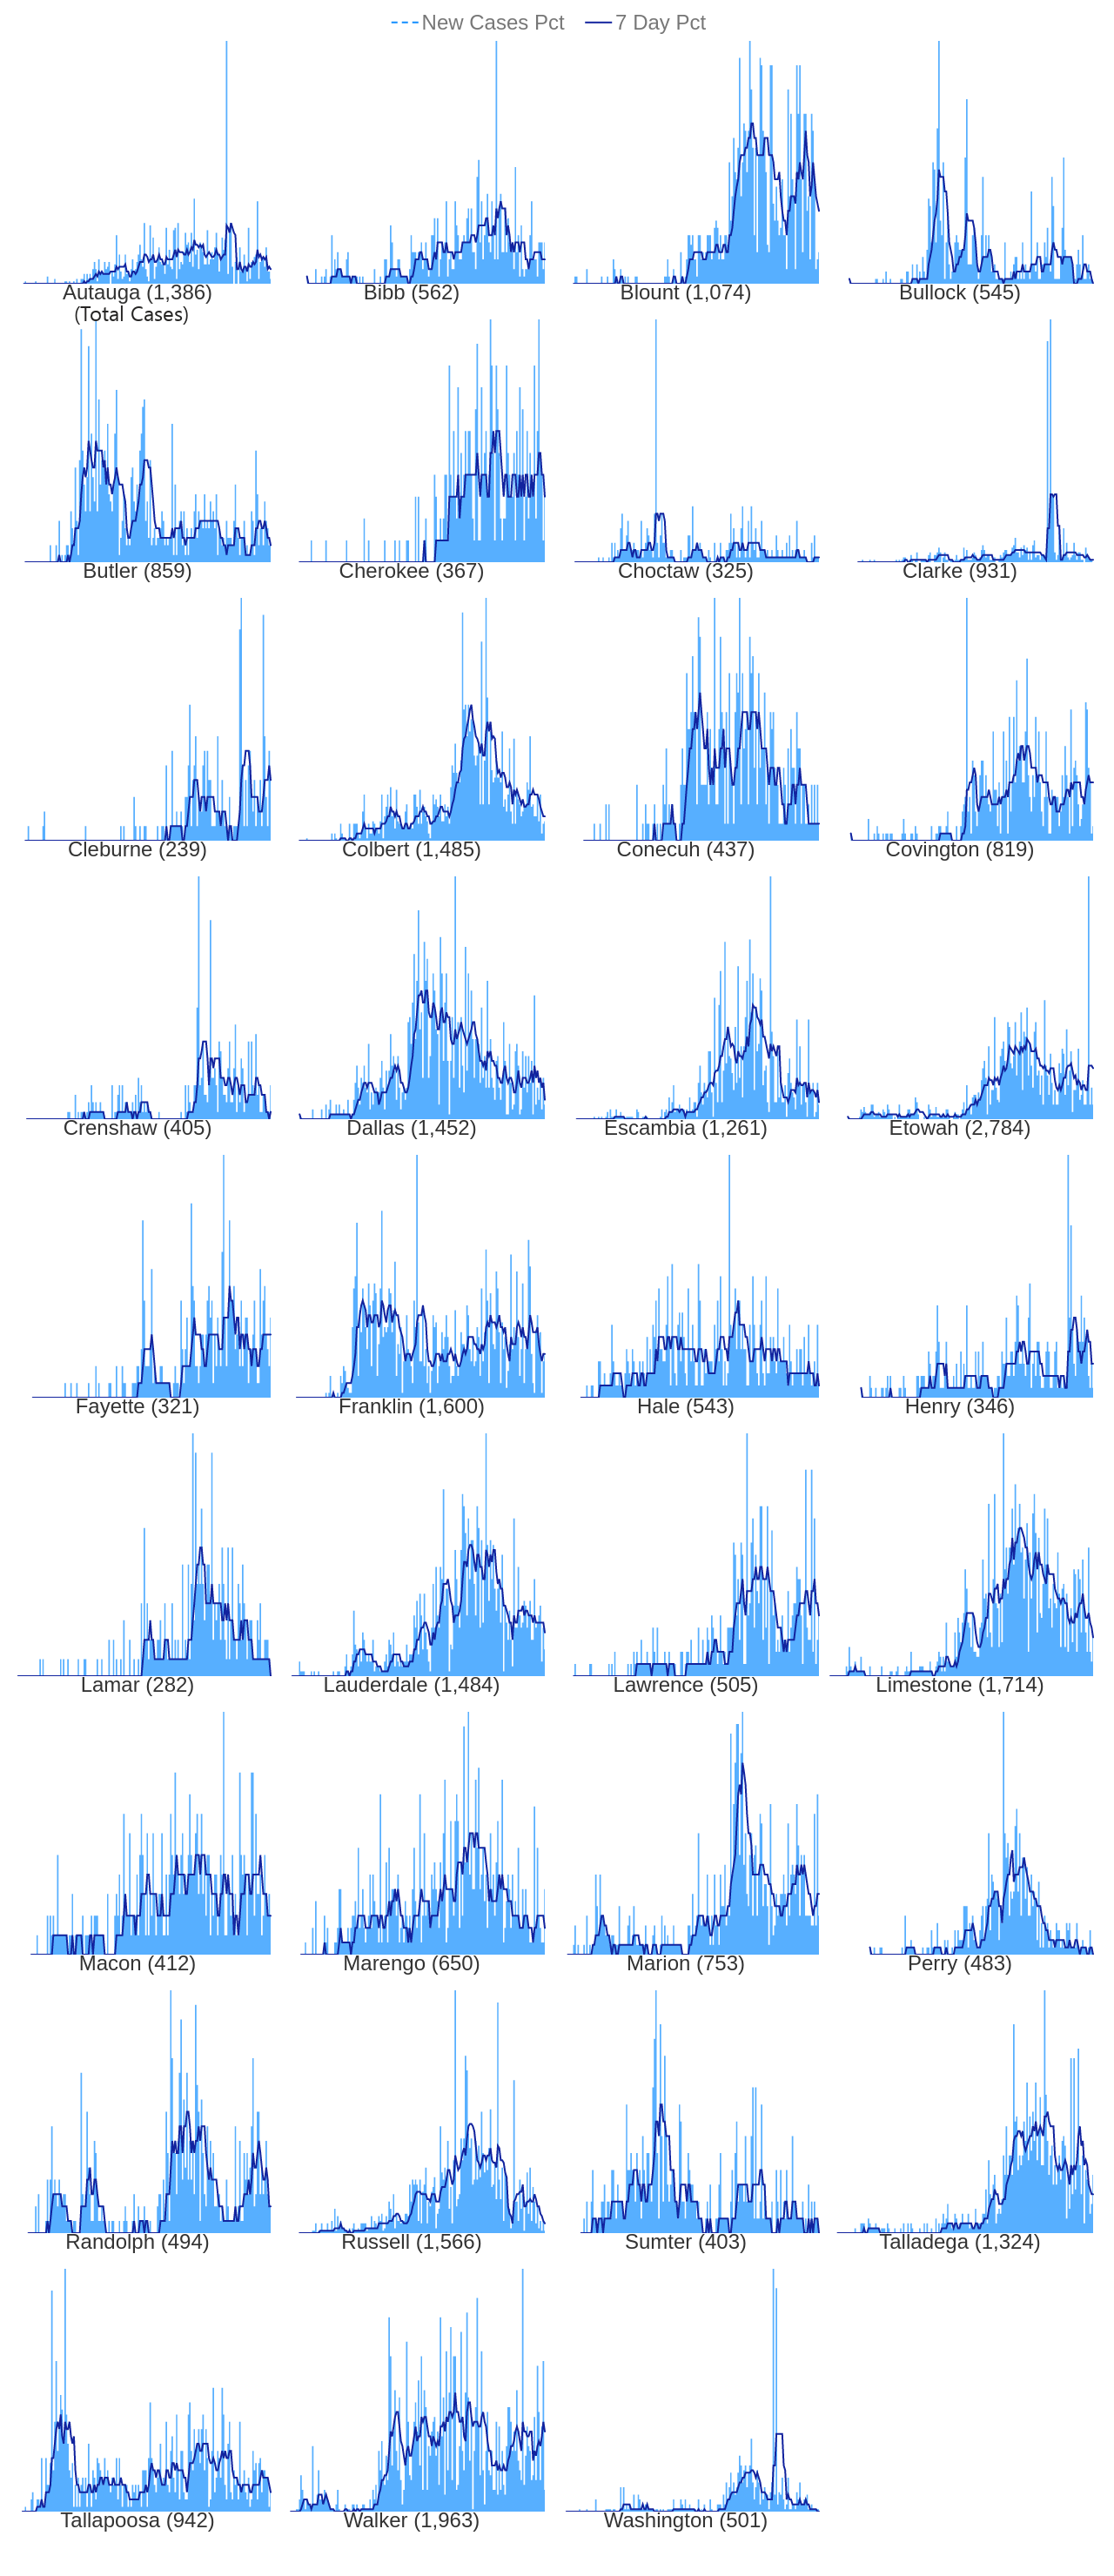 New Cases Pct 7 Day Pct
Autauga (1,386) Bibb (562) Blount (1,074) Bullock (545)
(Total Cases)
Butler (859) Cherokee (367) Choctaw (325) Clarke (931)
Cleburne (239) Colbert (1,485) Conecuh (437) Covington (819)
Crenshaw (405) Dallas (1,452) Escambia (1,261) Etowah (2,784)
Fayette (321) Franklin (1,600) Hale (543) Henry (346)
Lamar (282) Lauderdale (1,484) Lawrence (505) Limestone (1,714)
Macon (412) Marengo (650) Marion (753) Perry (483)
Randolph (494) Russell (1,566) Sumter (403) Talladega (1,324)
Tallapoosa (942) Walker (1,963) Washington (501)